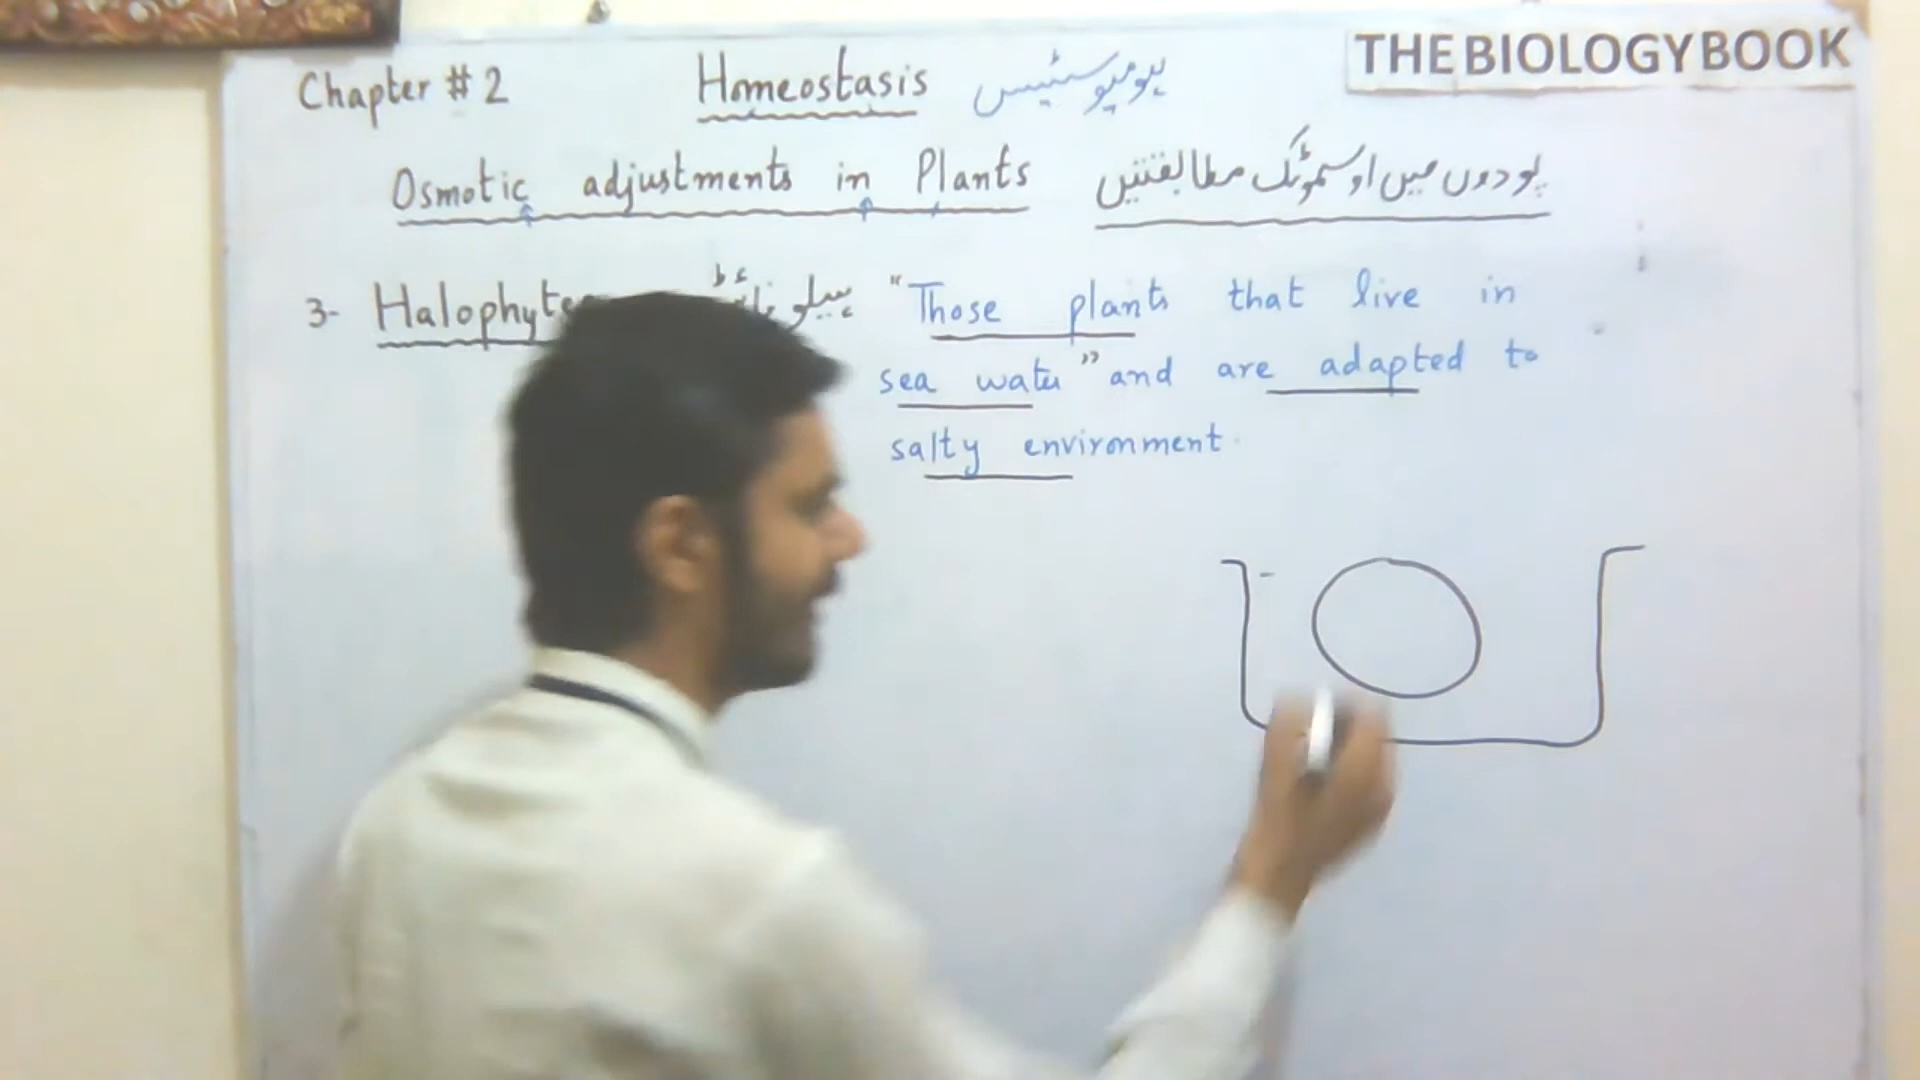 THE BIOLOGY BOOK
Chapter # 2 Homeostasis ہومیوسٹیسس
Osmotic adjustments in Plants پودوں میں اوسموٹک مطابقتیں
3- Halophyte "Those plants that live in
sea water" and are adapted to
salty environment.